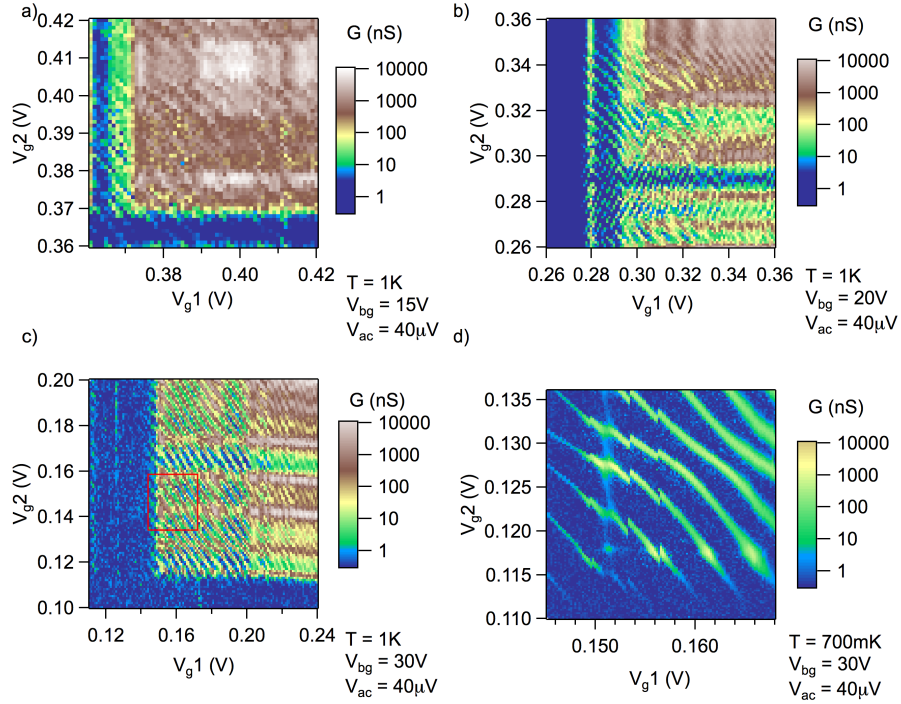 a)
0.42
0.41
0.40
0.39
0.38
0.37
0.36
Vg2 (V)
0.38
0.40
0.42
Vg1 (V)
G (nS)
10000
1000
100
10
1
T = 1K
Vbg = 15V
Vac = 40μV
b)
0.36
0.34
0.32
0.30
0.28
0.26
Vg2 (V)
0.26
0.28
0.30
0.32
0.34
0.36
Vg1 (V)
G (nS)
10000
1000
100
10
1
T = 1K
Vbg = 20V
Vac = 40μV
c)
0.20
0.18
0.16
0.14
0.12
0.10
Vg2 (V)
0.12
0.16
0.20
0.24
Vg1 (V)
G (nS)
10000
1000
100
10
1
T = 1K
Vbg = 30V
Vac = 40μV
d)
0.135
0.130
0.125
0.120
0.115
0.110
Vg2 (V)
0.150
0.160
Vg1 (V)
G (nS)
10000
1000
100
10
1
T = 700mK
Vbg = 30V
Vac = 40μV